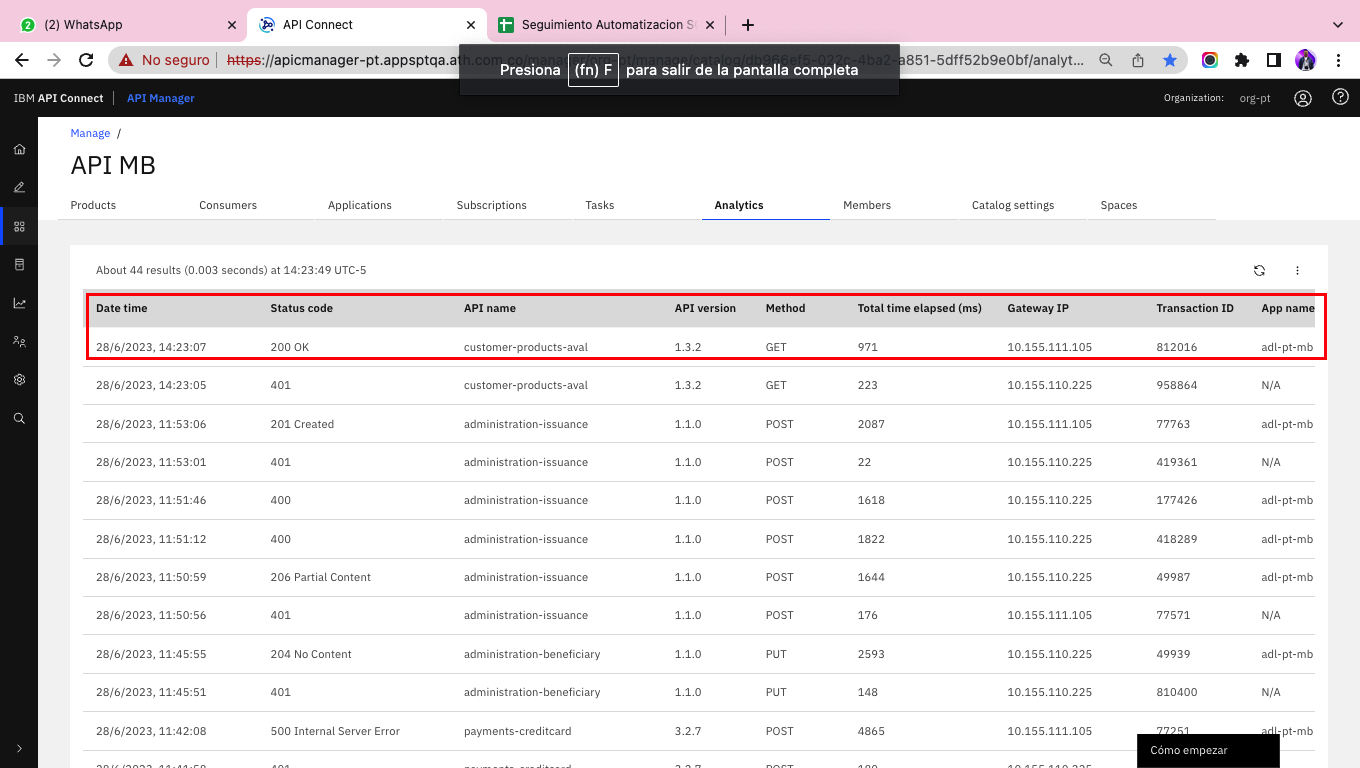 (2) WhatsApp
API Connect
Seguimiento Automatizacion S
No seguro
https://apicmanager-pt.appsptqa.ath.com.co/manager/org-pt/manage/catalog/db966ef5-022c-4ba2-a851-5dff52b9e0bf/analyt...
Presiona (fn) F para salir de la pantalla completa
IBM API Connect
API Manager
Organization: org-pt
Manage /
API MB
Products Consumers Applications Subscriptions Tasks Analytics Members Catalog settings Spaces
About 44 results (0.003 seconds) at 14:23:49 UTC-5
Date time Status code API name API version Method Total time elapsed (ms) Gateway IP Transaction ID App name
28/6/2023, 14:23:07 200 OK customer-products-aval 1.3.2 GET 971 10.155.111.105 812016 adl-pt-mb
28/6/2023, 14:23:05 401 customer-products-aval 1.3.2 GET 223 10.155.110.225 958864 N/A
28/6/2023, 11:53:06 201 Created administration-issuance 1.1.0 POST 2087 10.155.111.105 77763 adl-pt-mb
28/6/2023, 11:53:01 401 administration-issuance 1.1.0 POST 22 10.155.110.225 419361 N/A
28/6/2023, 11:51:46 400 administration-issuance 1.1.0 POST 1618 10.155.110.225 177426 adl-pt-mb
28/6/2023, 11:51:12 400 administration-issuance 1.1.0 POST 1822 10.155.110.225 418289 adl-pt-mb
28/6/2023, 11:50:59 206 Partial Content administration-issuance 1.1.0 POST 1644 10.155.110.225 49987 adl-pt-mb
28/6/2023, 11:50:56 401 administration-issuance 1.1.0 POST 176 10.155.111.105 77571 N/A
28/6/2023, 11:45:55 204 No Content administration-beneficiary 1.1.0 PUT 2593 10.155.110.225 49939 adl-pt-mb
28/6/2023, 11:45:51 401 administration-beneficiary 1.1.0 PUT 148 10.155.110.225 810400 N/A
28/6/2023, 11:42:08 500 Internal Server Error payments-creditcard 3.2.7 POST 4865 10.155.111.105 77251 adl-pt-mb
Cómo empezar